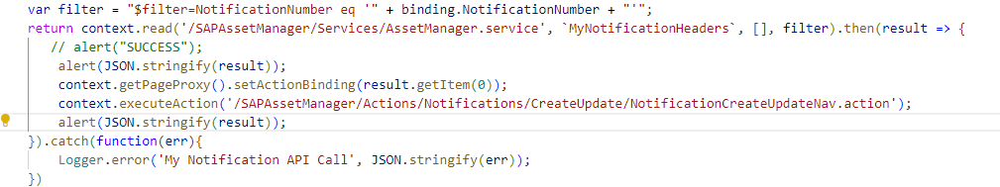 var filter = "$filter=NotificationNumber eq '" + binding.NotificationNumber + "'";
return context.read('/SAPAssetManager/Services/AssetManager.service', `MyNotificationHeaders`, [], filter).then(result => {
// alert("SUCCESS");
alert(JSON.stringify(result));
context.getPageProxy().setActionBinding(result.getItem(0));
context.executeAction('/SAPAssetManager/Actions/Notifications/CreateUpdate/NotificationCreateUpdateNav.action');
alert(JSON.stringify(result));
}).catch(function(err){
Logger.error('My Notification API Call', JSON.stringify(err));
})